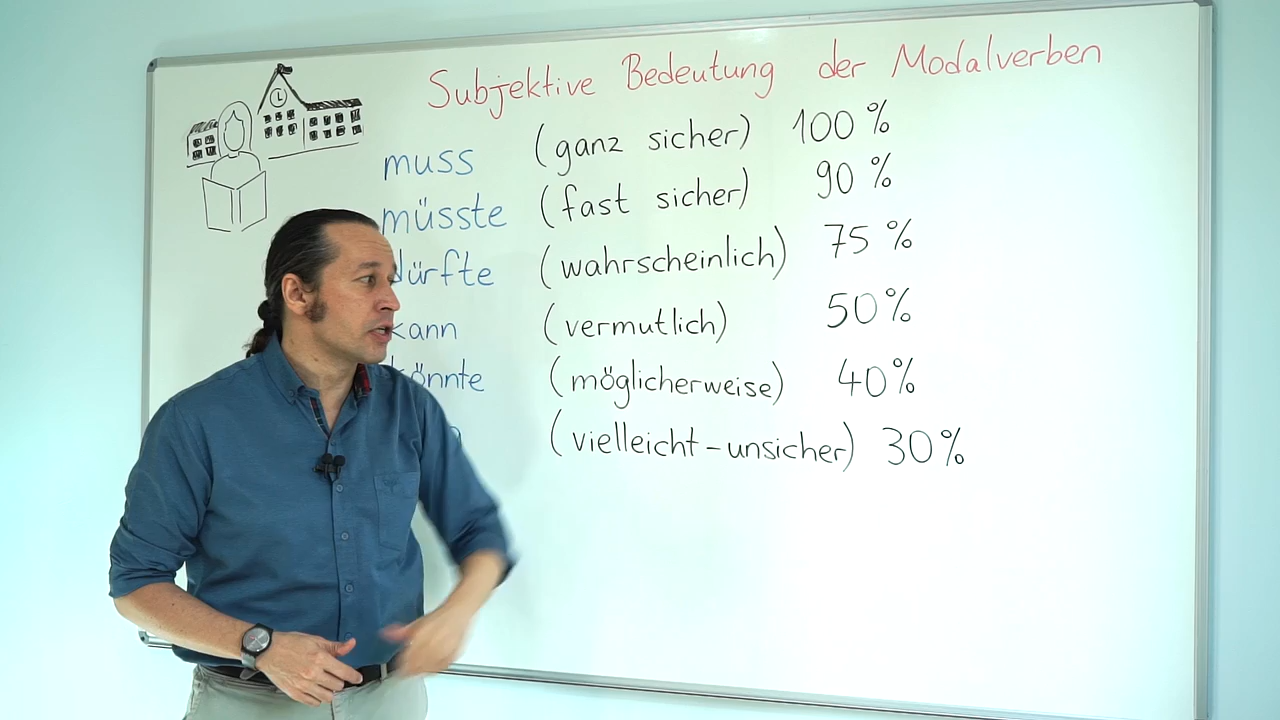 Subjektive Bedeutung der Modalverben
muss (ganz sicher) 100 %
müsste (fast sicher) 90 %
dürfte (wahrscheinlich) 75 %
kann (vermutlich) 50 %
könnte (möglicherweise) 40 %
(vielleicht - unsicher) 30 %